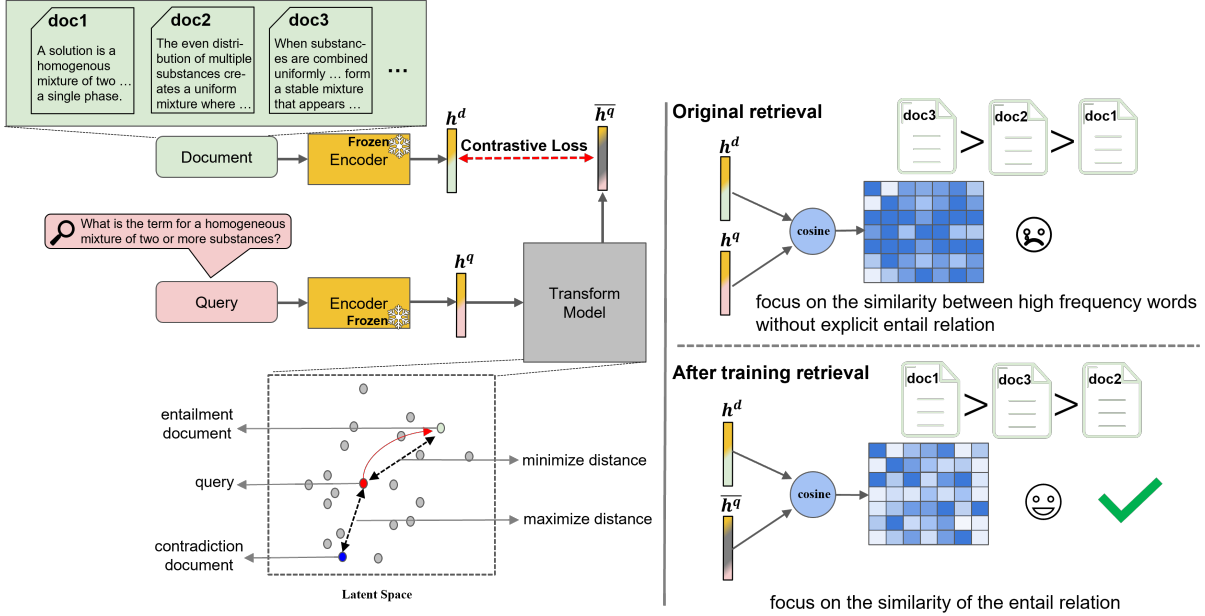 doc1
A solution is a
homogenous
mixture of two …
a single phase.
doc2
The even distri-
bution of multiple
substances cre-
ates a uniform
mixture where …
doc3
When substanc-
es are combined
uniformly … form
a stable mixture
that appears …
…
Document
Frozen
Encoder
h^d
Contrastive Loss
\overline{h^q}
What is the term for a homogeneous
mixture of two or more substances?
Query
Encoder
Frozen
h^q
Transform
Model
entailment
document
query
contradiction
document
minimize distance
maximize distance
Latent Space
Original retrieval
doc3
>
doc2
>
doc1
h^d
h^q
cosine
focus on the similarity between high frequency words
without explicit entail relation
After training retrieval
doc1
>
doc3
>
doc2
h^d
\overline{h^q}
cosine
focus on the similarity of the entail relation